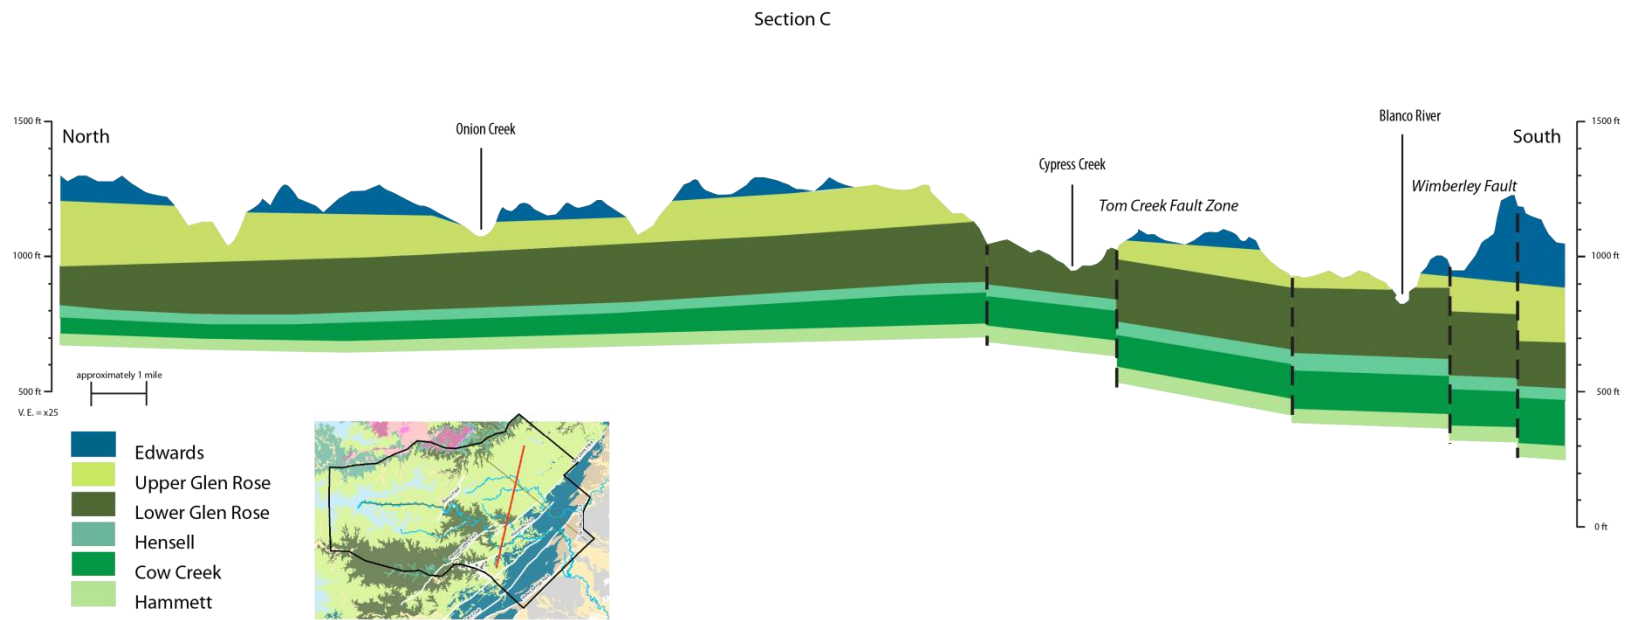 Section C
1500 ft
North
Onion Creek
Cypress Creek
Blanco River
1500 ft
South
Wimberley Fault
Tom Creek Fault Zone
1000 ft
1000 ft
approximately 1 mile
500 ft
500 ft
V. E. = x25
Edwards
Upper Glen Rose
Lower Glen Rose
Hensell
Cow Creek
Hammett
0 ft